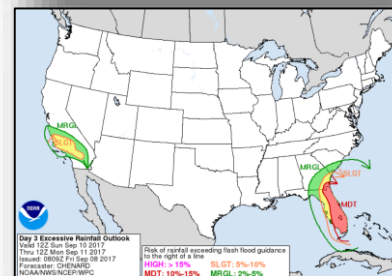 MRGL
SLGT
MRGL
SLGT
MDT
NOAA
Day 3 Excessive Rainfall Outlook
Valid 12Z Sun Sep 10 2017
Thru 12Z Mon Sep 11 2017
Issued: 0809Z Fri Sep 08 2017
Forecaster: CHENARD
NOAA/NWS/NCEP/WPC
Risk of rainfall exceeding flash flood guidance
to the right of a line
HIGH: > 15% SLGT: 5%-10%
MDT: 10%-15% MRGL: 2%-5%